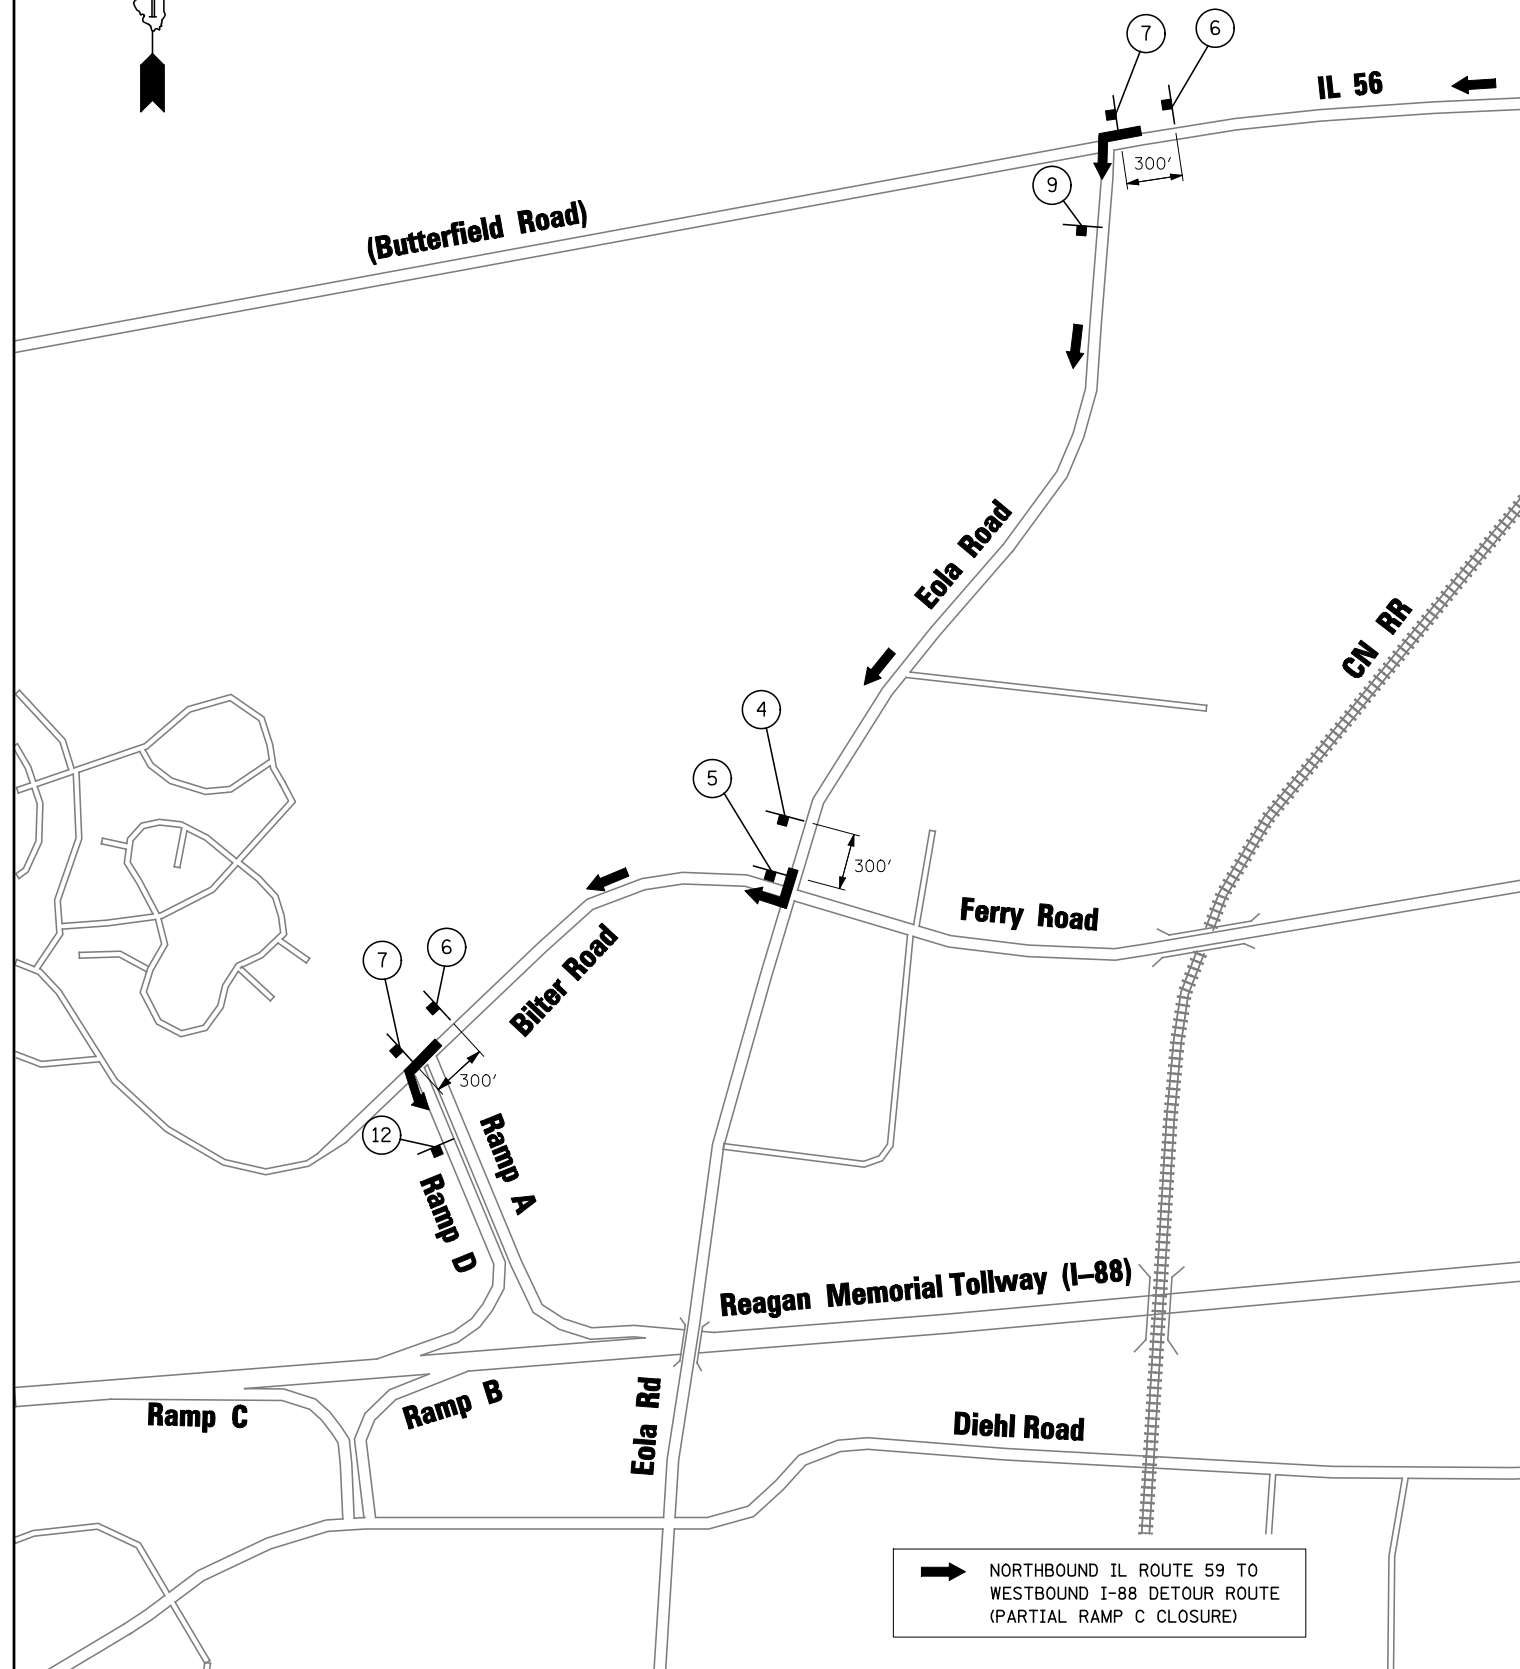 7
6
IL 56
300'
9
(Butterfield Road)
Eola Road
CN RR
4
5
300'
Ferry Road
7
6
Bilter Road
300'
12
Ramp A
Ramp D
Reagan Memorial Tollway (I-88)
Ramp C
Ramp B
Eola Rd
Diehl Road
NORTHBOUND IL ROUTE 59 TO
WESTBOUND I-88 DETOUR ROUTE
(PARTIAL RAMP C CLOSURE)